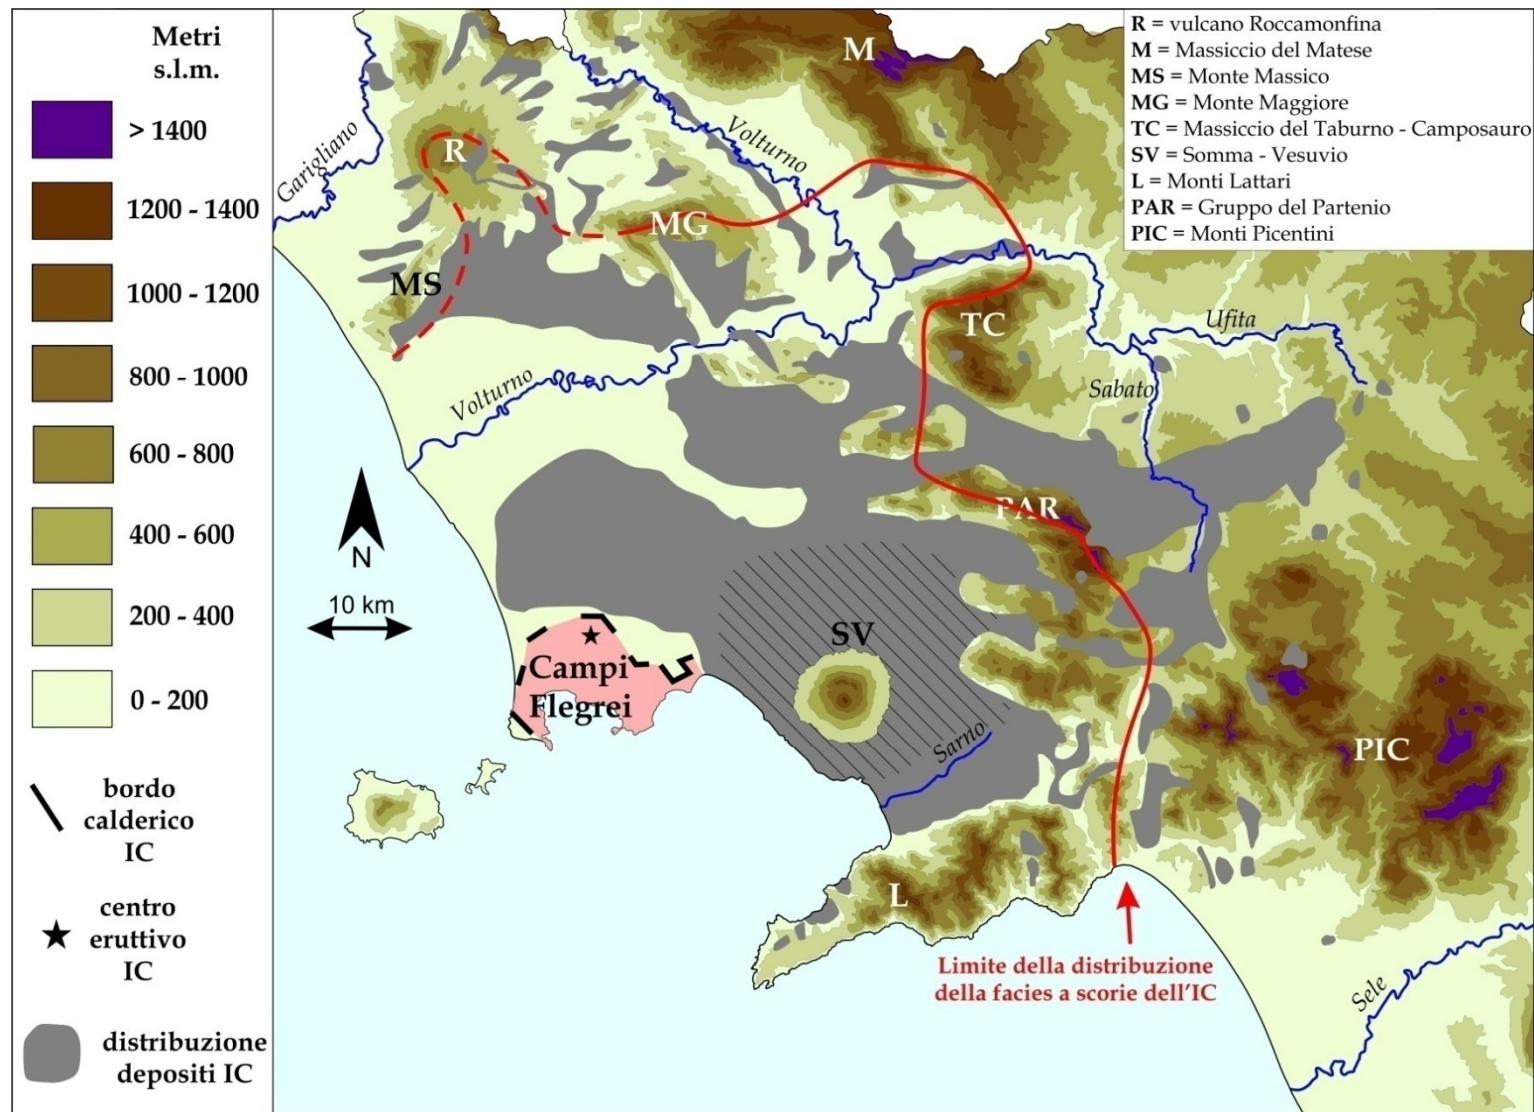 Metri
s.l.m.
> 1400
1200 - 1400
1000 - 1200
800 - 1000
600 - 800
400 - 600
200 - 400
0 - 200
bordo
calderico
IC
centro
eruttivo
IC
distribuzione
depositi IC
R = vulcano Roccamonfina
M = Massiccio del Matese
MS = Monte Massico
MG = Monte Maggiore
TC = Massiccio del Taburno - Camposauro
SV = Somma - Vesuvio
L = Monti Lattari
PAR = Gruppo del Partenio
PIC = Monti Picentini
M
Garigliano
R
Volturno
MG
MS
TC
Ufita
Volturno
Sabato
PAR
N
10 km
SV
Campi
Flegrei
Sarno
PIC
L
Limite della distribuzione
della facies a scorie dell'IC
Sele